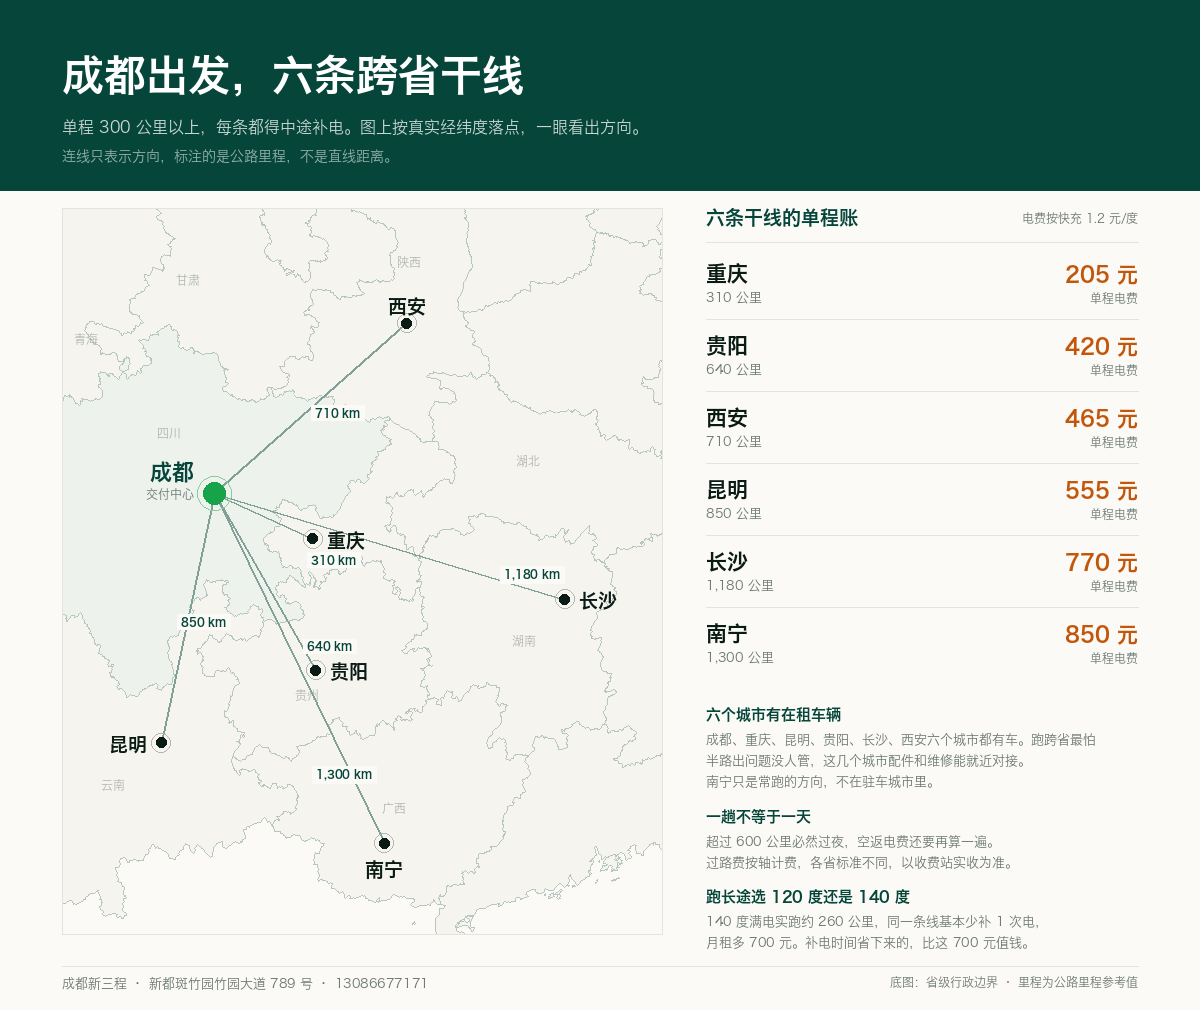 成都出发，六条跨省干线
单程 300 公里以上，每条都得中途补电。图上按真实经纬度落点，一眼看出方向。
连线只表示方向，标注的是公路里程，不是直线距离。
甘肃
陕西
青海
西安
710 km
四川
湖北
成都
交付中心
重庆
310 km
1,180 km
长沙
850 km
640 km
湖南
贵阳
贵州
昆明
1,300 km
云南
广西
南宁
六条干线的单程账
电费按快充 1.2 元/度
重庆
205 元
310 公里
单程电费
贵阳
420 元
640 公里
单程电费
西安
465 元
710 公里
单程电费
昆明
555 元
850 公里
单程电费
长沙
770 元
1,180 公里
单程电费
南宁
850 元
1,300 公里
单程电费
六个城市有在租车辆
成都、重庆、昆明、贵阳、长沙、西安六个城市都有车。跑跨省最怕
半路出问题没人管，这几个城市配件和维修能就近对接。
南宁只是常跑的方向，不在驻车城市里。
一趟不等于一天
超过 600 公里必然过夜，空返电费还要再算一遍。
过路费按轴计费，各省标准不同，以收费站实收为准。
跑长途选 120 度还是 140 度
140 度满电实跑约 260 公里，同一条线基本少补 1 次电，
月租多 700 元。补电时间省下来的，比这 700 元值钱。
成都新三程 · 新都斑竹园竹园大道 789 号 · 13086677171
底图：省级行政边界 · 里程为公路里程参考值